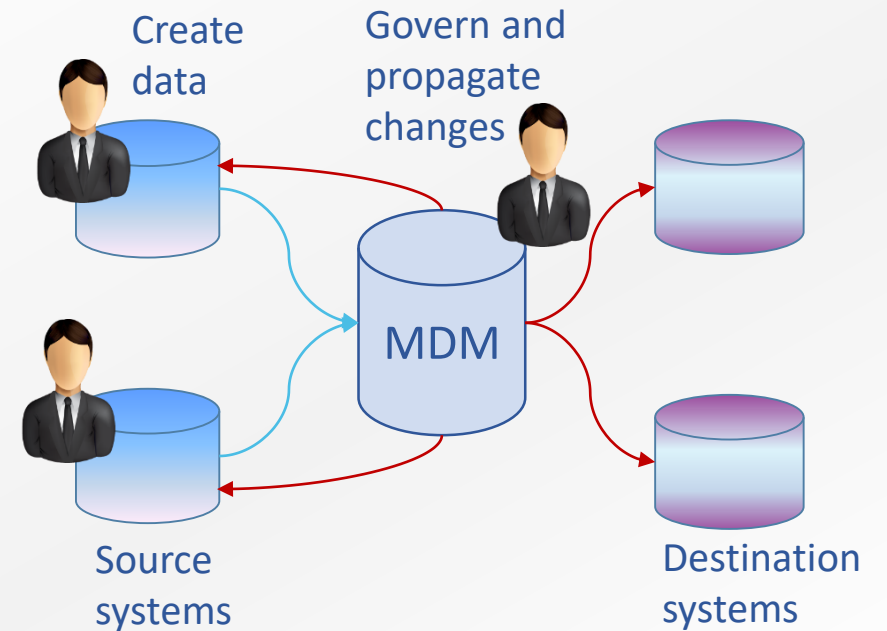 Create
data
Govern and
propagate
changes
MDM
Source
systems
Destination
systems